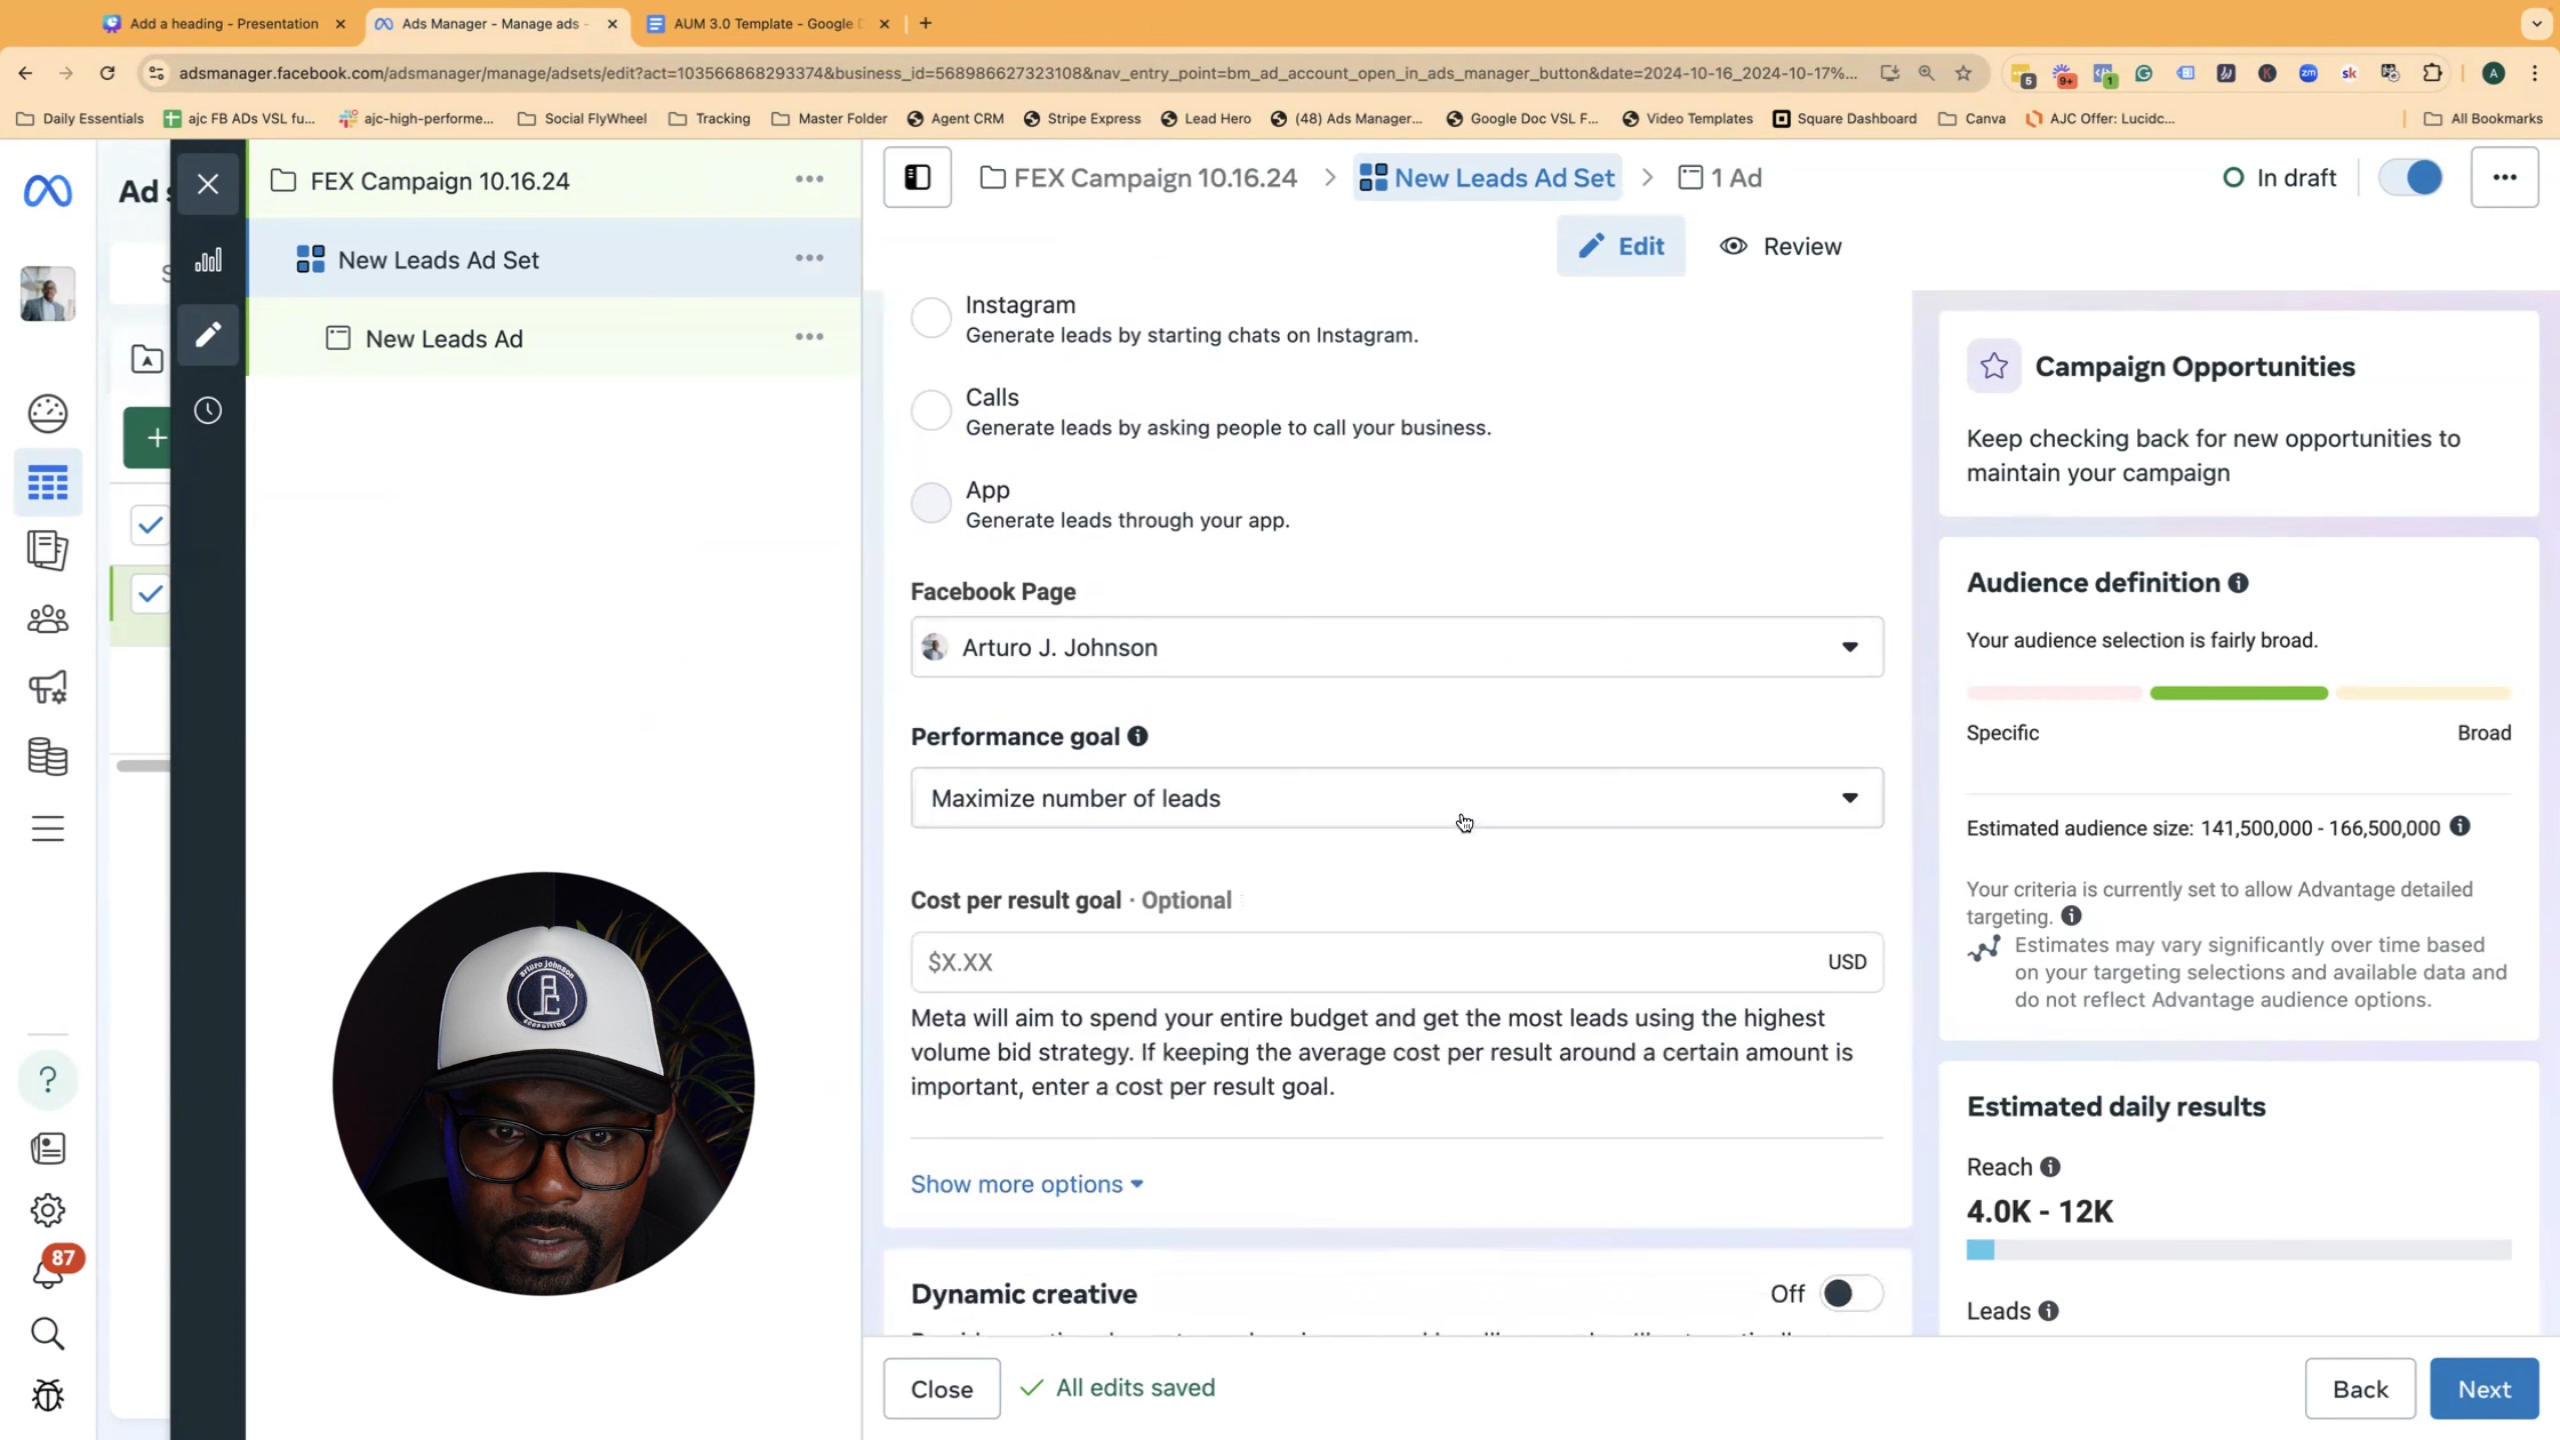 Add a heading - Presentation
Ads Manager - Manage ads -
AUM 3.0 Template - Google D
adsmanager.facebook.com/adsmanager/manage/adsets/edit?act=103566868293374&business_id=568986627323108&nav_entry_point=bm_ad_account_open_in_ads_manager_button&date=2024-10-16_2024-10-17%...
5
9+
1
zm
sk
A
Daily Essentials
ajc FB ADs VSL fu...
ajc-high-performe...
Social FlyWheel
Tracking
Master Folder
Agent CRM
Stripe Express
Lead Hero
(48) Ads Manager...
Google Doc VSL F...
Video Templates
Square Dashboard
Canva
AJC Offer: Lucidc...
All Bookmarks
Ad s
FEX Campaign 10.16.24
New Leads Ad Set
New Leads Ad
FEX Campaign 10.16.24 > New Leads Ad Set > 1 Ad
In draft
Edit
Review
Instagram
Generate leads by starting chats on Instagram.
Calls
Generate leads by asking people to call your business.
App
Generate leads through your app.
Facebook Page
Arturo J. Johnson
Performance goal
Maximize number of leads
Cost per result goal · Optional
$X.XX
USD
Meta will aim to spend your entire budget and get the most leads using the highest
volume bid strategy. If keeping the average cost per result around a certain amount is
important, enter a cost per result goal.
Show more options
Dynamic creative
Off
Close
All edits saved
Back
Next
Campaign Opportunities
Keep checking back for new opportunities to
maintain your campaign
Audience definition
Your audience selection is fairly broad.
Specific
Broad
Estimated audience size: 141,500,000 - 166,500,000
Your criteria is currently set to allow Advantage detailed
targeting.
Estimates may vary significantly over time based
on your targeting selections and available data and
do not reflect Advantage audience options.
Estimated daily results
Reach
4.0K - 12K
Leads
87
arturo johnson